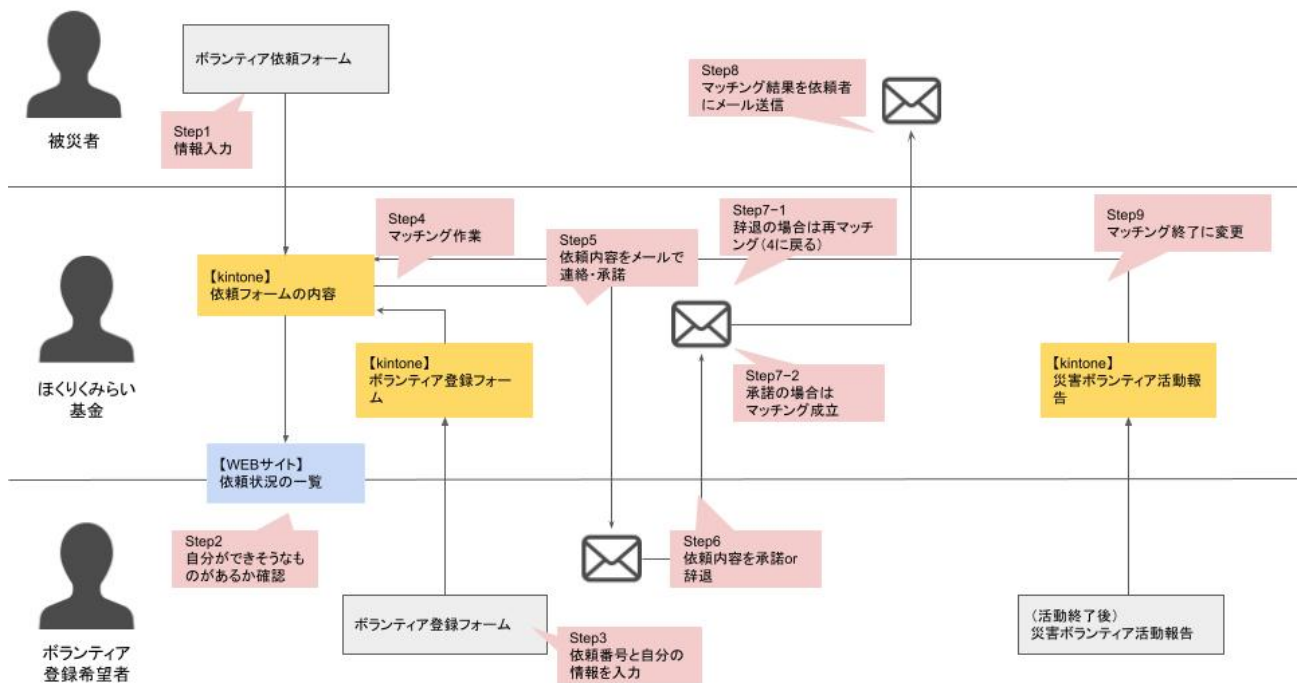 ボランティア依頼フォーム
Step1
情報入力
被災者
Step8
マッチング結果を依頼者
にメール送信
Step4
マッチング作業
Step5
依頼内容をメールで
連絡・承諾
Step7-1
辞退の場合は再マッ
チング(4に戻る)
Step9
マッチング終了に変更
【kintone】
依頼フォームの内容
【kintone】
ボランティア登録フォー
ム
ほくりくみらい
基金
Step7-2
承諾の場合は
マッチング成立
【kintone】
災害ボランティア活動報
告
【WEBサイト】
依頼状況の一覧
Step2
自分ができそうなも
のがあるか確認
Step6
依頼内容を承諾or
辞退
ボランティア登録フォーム
Step3
依頼番号と自分の
情報を入力
(活動終了後)
災害ボランティア活動報告
ボランティア
登録希望者